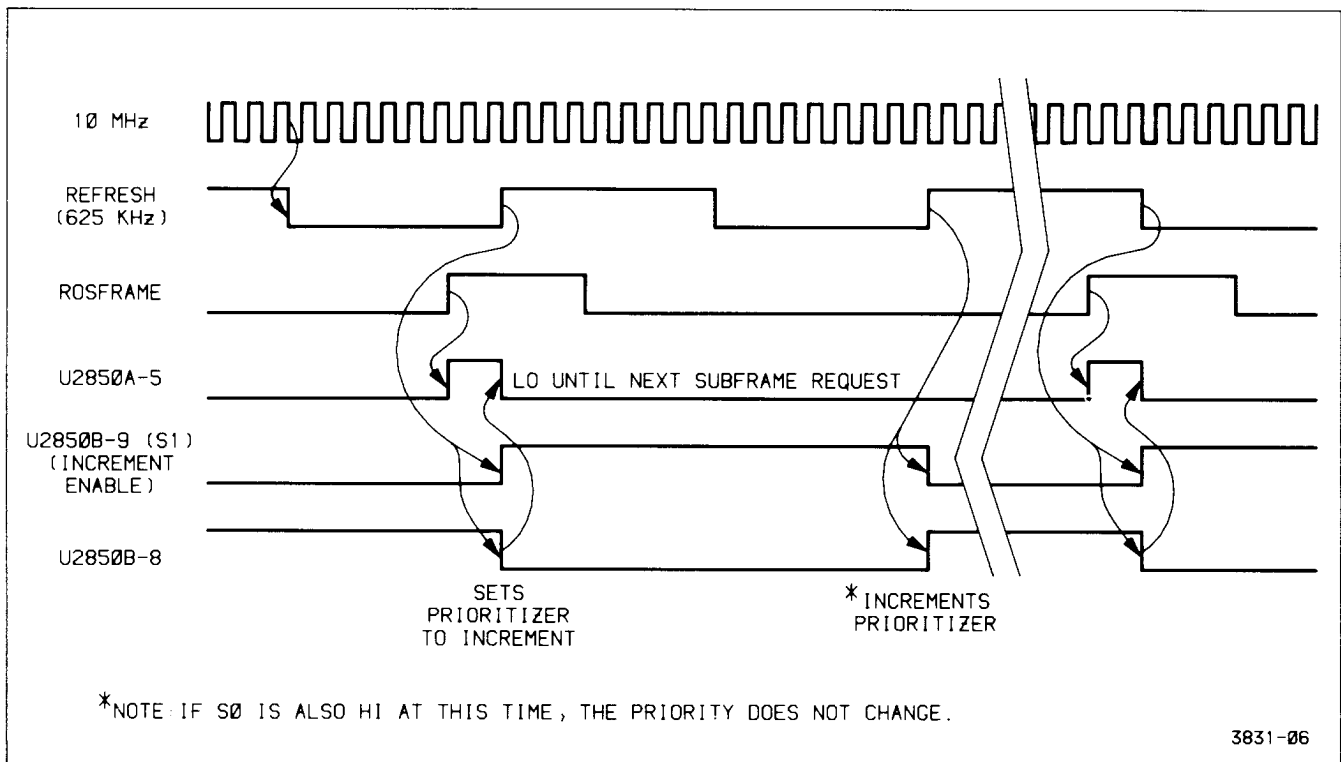 10 MHz
REFRESH
(625 KHz)
ROSFRAME
U2850A-5
LO UNTIL NEXT SUBFRAME REQUEST
U2850B-9 (S1)
(INCREMENT
ENABLE)
U2850B-8
SETS
PRIORITIZER
TO INCREMENT
*INCREMENTS
PRIORITIZER
*NOTE: IF S0 IS ALSO HI AT THIS TIME, THE PRIORITY DOES NOT CHANGE.
3831-06